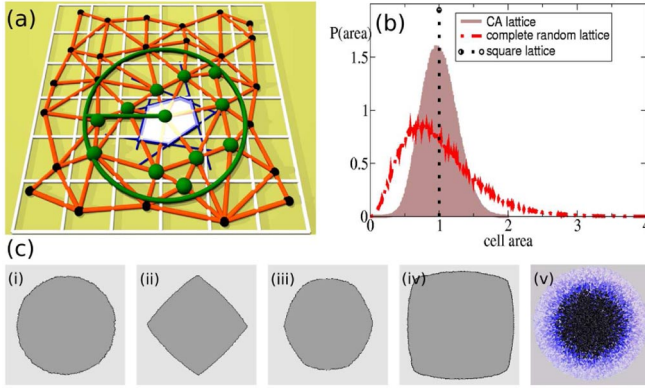 (a)
(b)
P(area)
1.5
1
0.5
0
0
1
2
3
4
cell area
CA lattice
complete random lattice
square lattice
(c)
(i)
(ii)
(iii)
(iv)
(v)